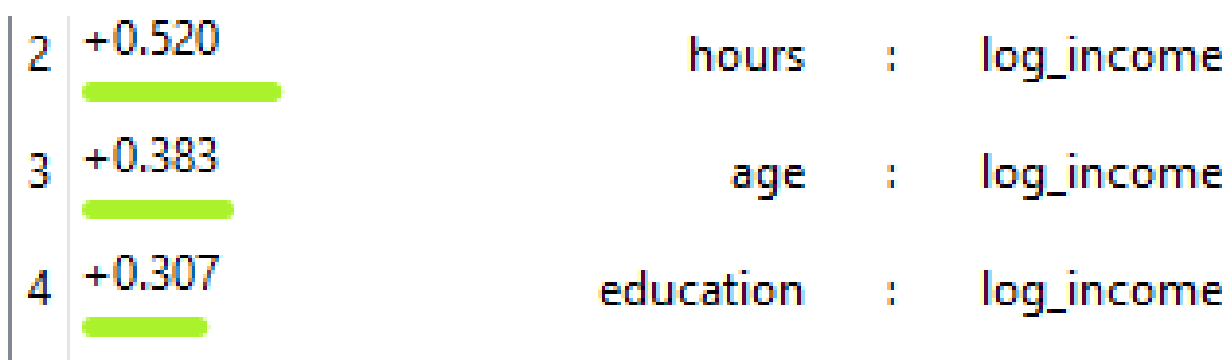 2 +0.520 hours : log_income
3 +0.383 age : log_income
4 +0.307 education : log_income